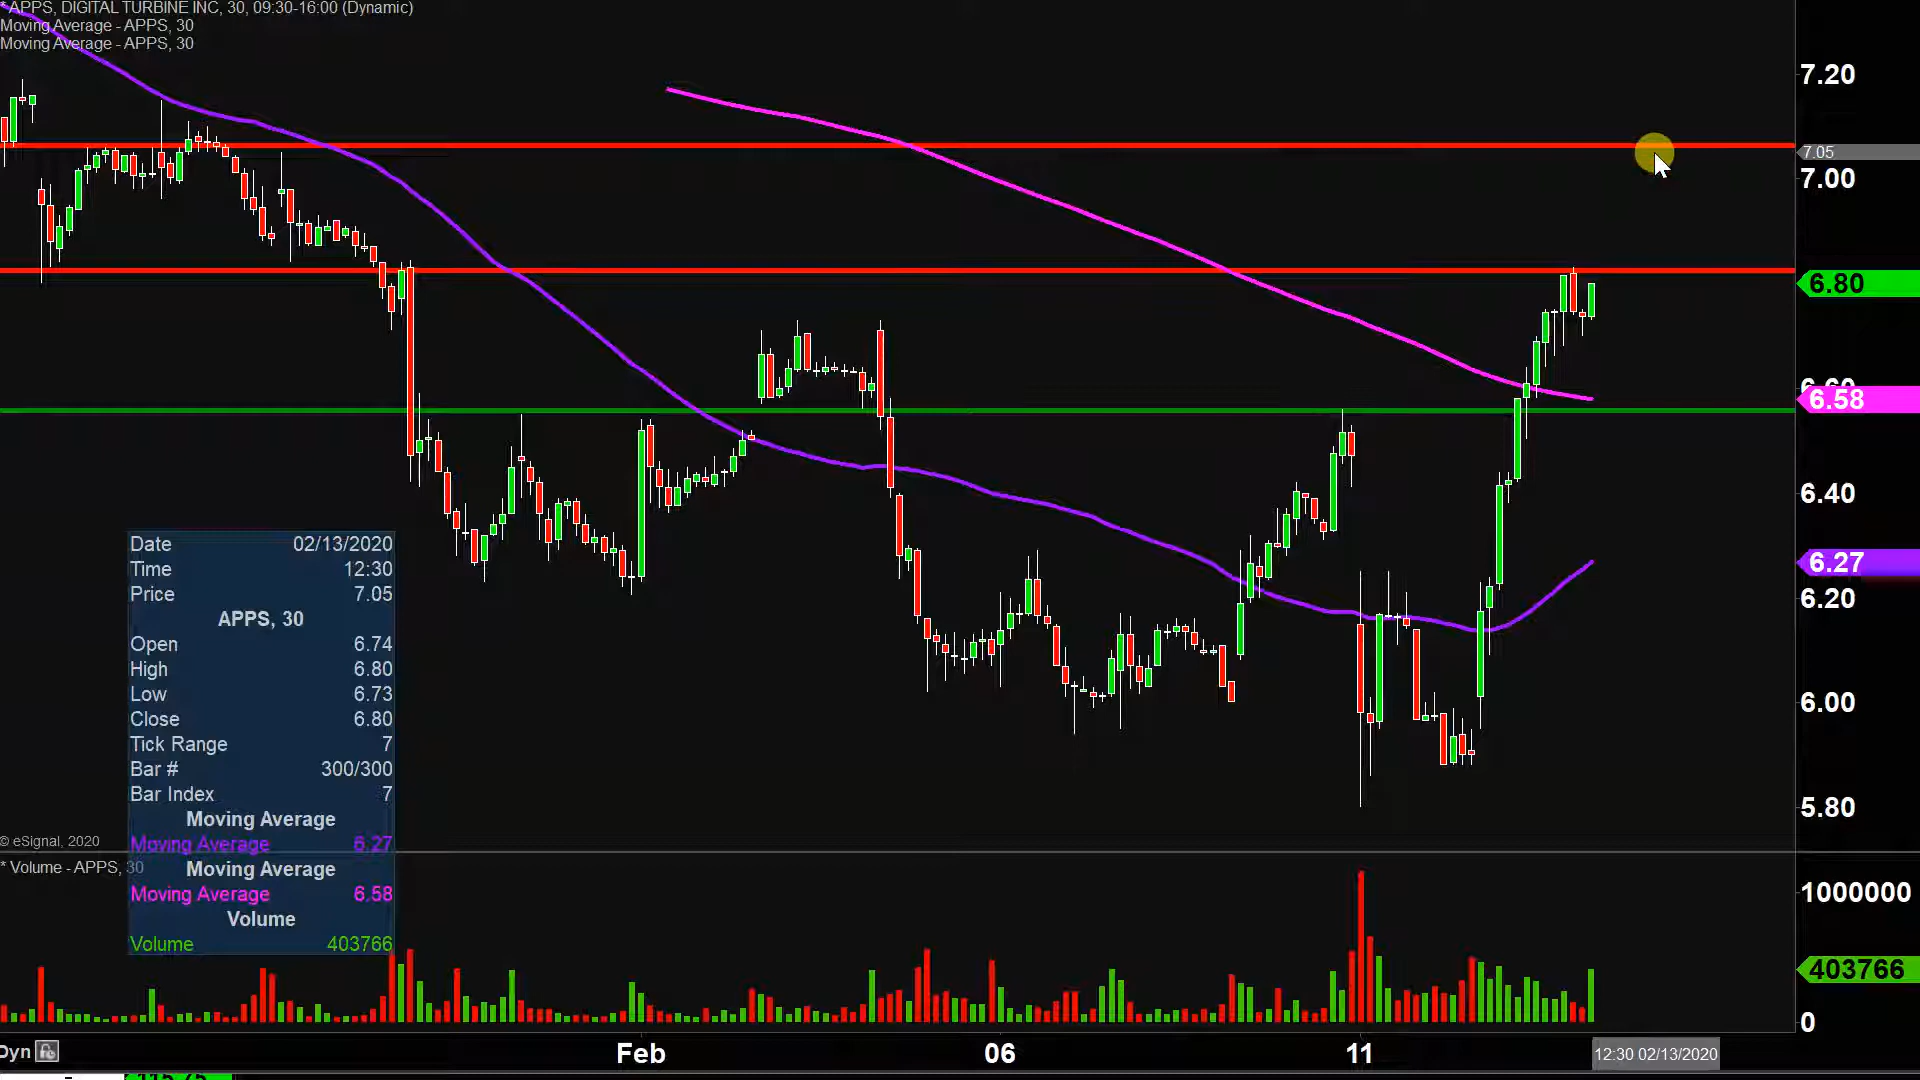 * APPS, DIGITAL TURBINE INC, 30, 09:30-16:00 (Dynamic)
Moving Average - APPS, 30
Moving Average - APPS, 30
7.20
7.05
7.00
6.80
6.60
6.58
6.40
6.27
6.20
6.00
5.80
Date 02/13/2020
Time 12:30
Price 7.05
APPS, 30
Open 6.74
High 6.80
Low 6.73
Close 6.80
Tick Range 7
Bar # 300/300
Bar Index 7
Moving Average
Moving Average 6.27
Moving Average
Moving Average 6.58
Volume
Volume 403766
© eSignal, 2020
* Volume - APPS, 30
1000000
403766
0
Dyn
Feb
06
11
12:30 02/13/2020